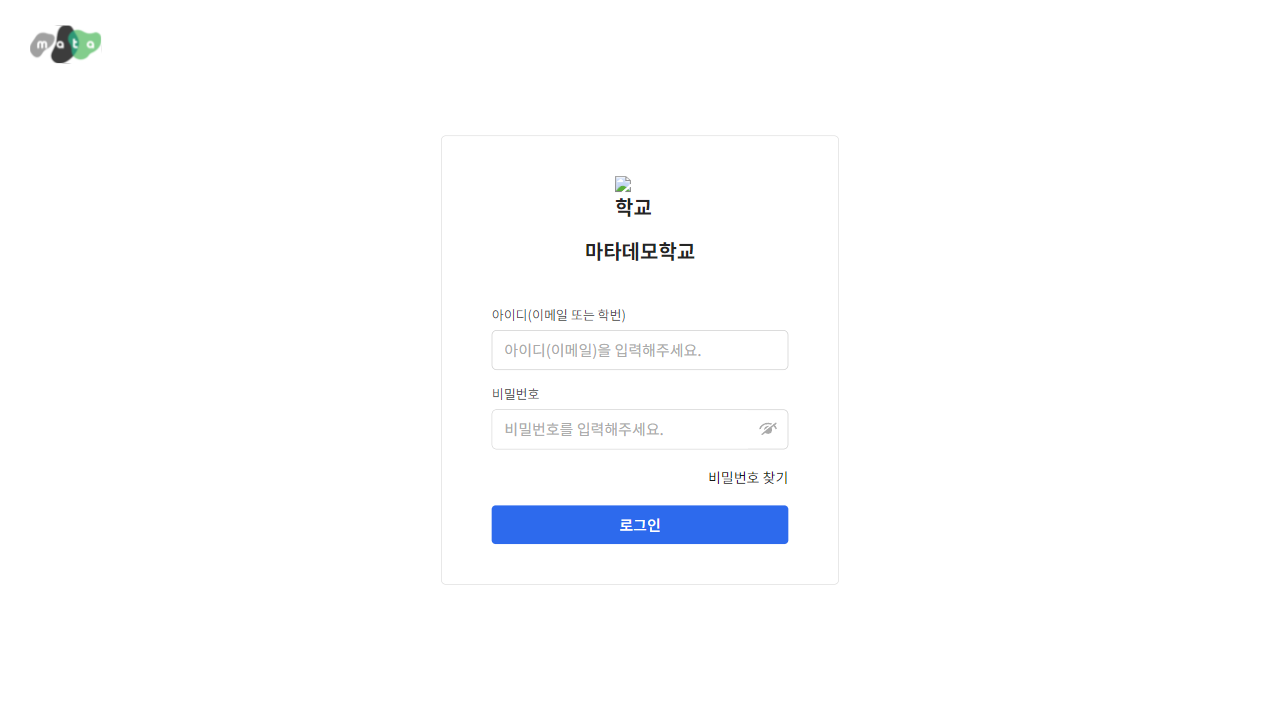 mata
학교
마타데모학교
아이디(이메일 또는 학번)
아이디(이메일)을 입력해주세요.
비밀번호
비밀번호를 입력해주세요.
비밀번호 찾기
로그인